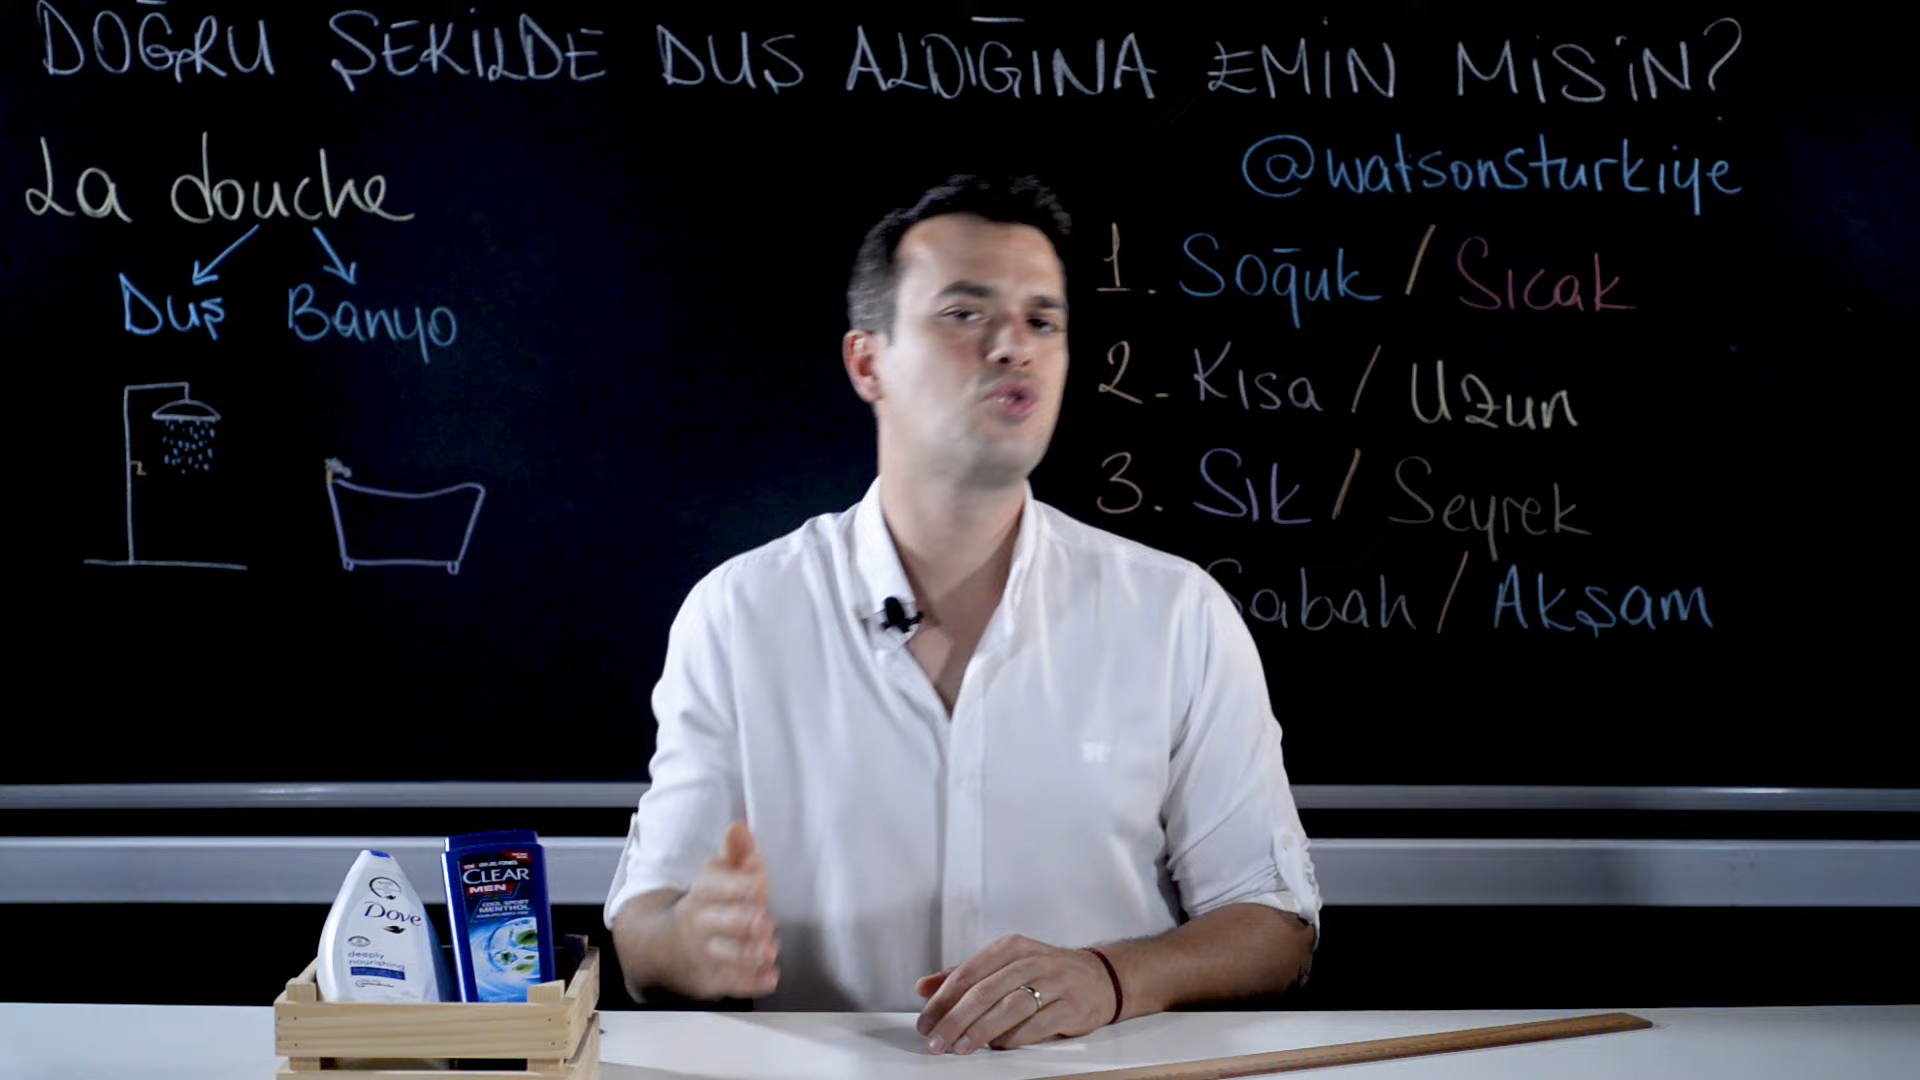 DOĞRU ŞEKİLDE DUŞ ALDIĞINA EMİN MİSİN?
La douche
Duş Banyo
@watsonsturkiye
1. Soğuk / Sıcak
2. Kısa / Uzun
3. Sık / Seyrek
Sabah / Akşam
Dove
deeply
nourishing
CLEAR
MEN
COOL SPORT
MENTHOL